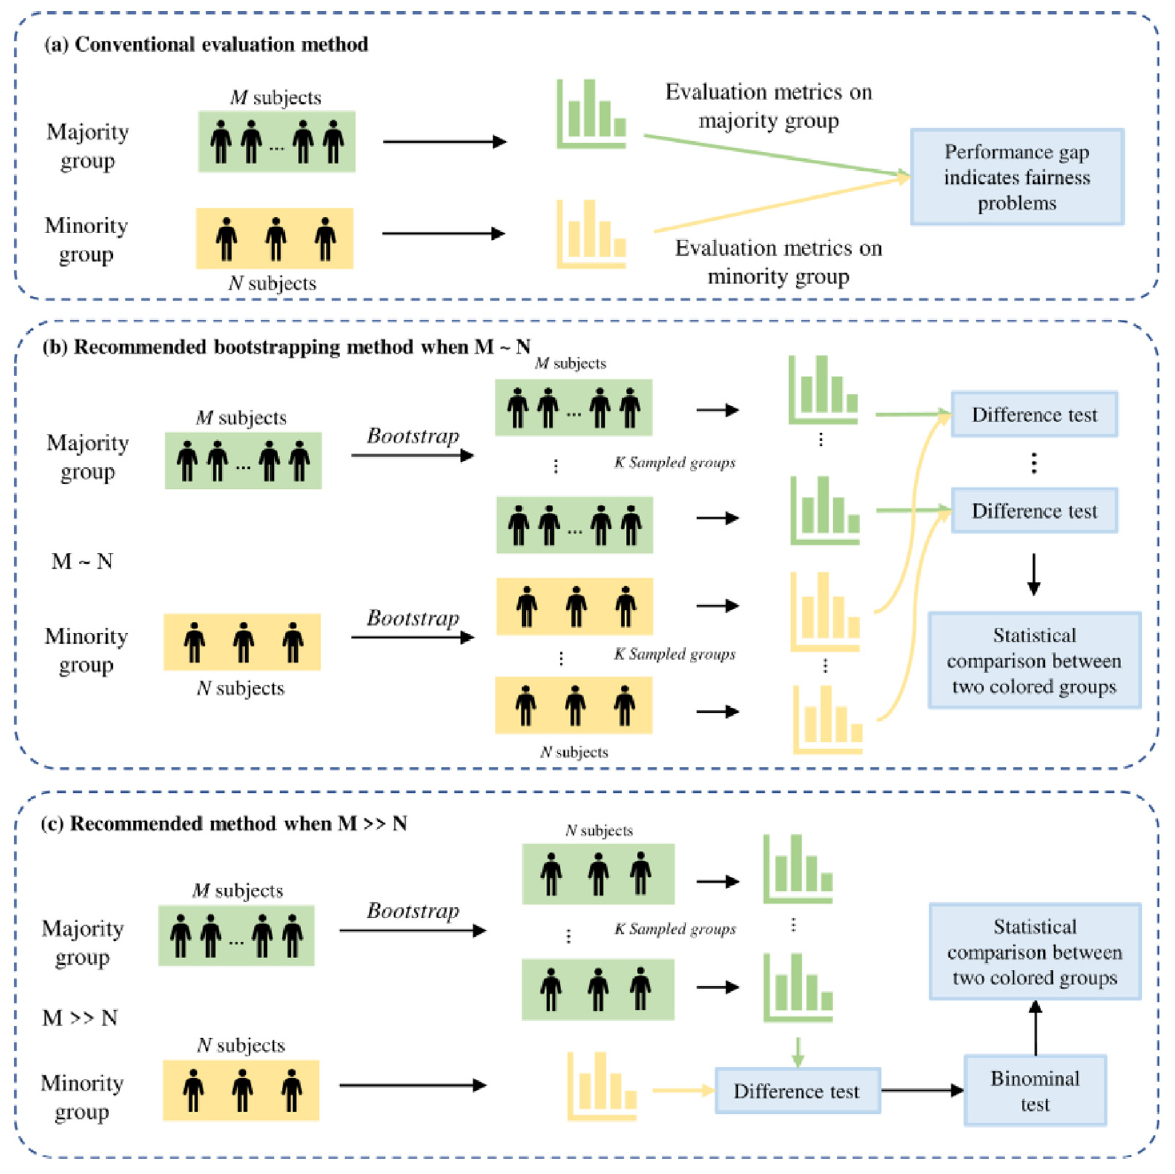 (a) Conventional evaluation method
M subjects
Majority
group
...
Evaluation metrics on
majority group
Performance gap
indicates fairness
problems
Minority
group
N subjects
Evaluation metrics on
minority group
(b) Recommended bootstrapping method when M ~ N
M subjects
Majority
group
...
Bootstrap
M subjects
...
...
K Sampled groups
...
...
Difference test
...
Difference test
M ~ N
Minority
group
N subjects
Bootstrap
...
K Sampled groups
N subjects
...
Statistical
comparison between
two colored groups
(c) Recommended method when M >> N
M subjects
Majority
group
...
Bootstrap
N subjects
...
K Sampled groups
...
Statistical
comparison between
two colored groups
M >> N
N subjects
Minority
group
Difference test
Binominal
test